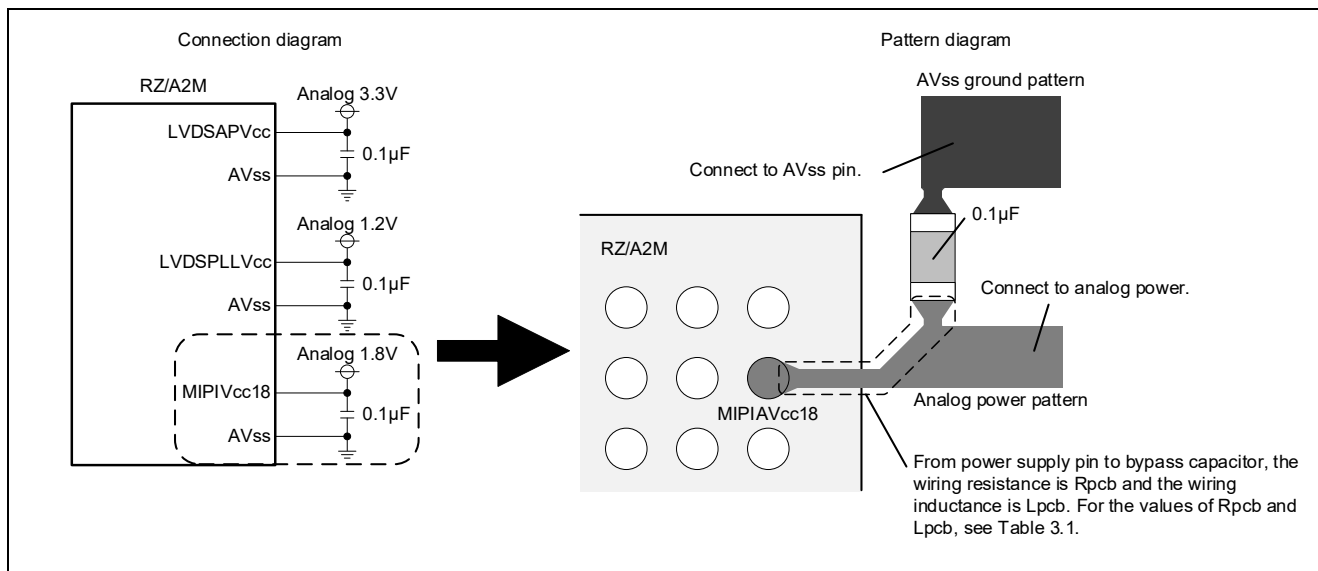 Connection diagram
RZ/A2M
Analog 3.3V
LVDSAPVcc
0.1µF
AVss
Analog 1.2V
LVDSPLLVcc
0.1µF
AVss
Analog 1.8V
MIPIVcc18
0.1µF
AVss
Pattern diagram
AVss ground pattern
Connect to AVss pin.
0.1µF
RZ/A2M
Connect to analog power.
MIPIAVcc18
Analog power pattern
From power supply pin to bypass capacitor, the
wiring resistance is Rpcb and the wiring
inductance is Lpcb. For the values of Rpcb and
Lpcb, see Table 3.1.